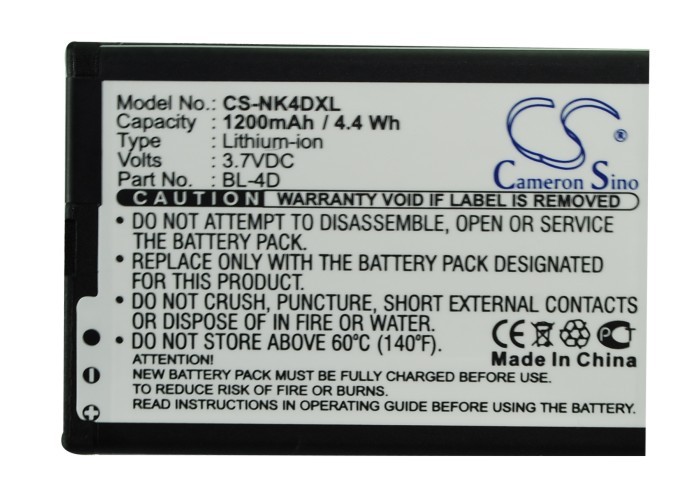 Model No.: CS-NK4DXL
Capacity : 1200mAh / 4.4 Wh
Type : Lithium-ion
Volts : 3.7VDC
Part No. : BL-4D
CS ®
Cameron Sino
CAUTION WARRANTY VOID IF LABEL IS REMOVED
• DO NOT ATTEMPT TO DISASSEMBLE, OPEN OR SERVICE
THE BATTERY PACK.
• REPLACE ONLY WITH THE BATTERY PACK DESIGNATED
FOR THIS EQUIPMENT.
• DO NOT CRUSH, PUNCTURE, SHORT EXTERNAL CONTACTS
OR DISPOSE OF IN FIRE OR WATER.
• DO NOT STORE ABOVE 60°C (140°F).
CE
Made In China
ATTENTION!
NEW BATTERY PACK MUST BE FULLY CHARGED BEFORE USE
TO REDUCE RISK OF FIRE OR BURNS.
READ INSTRUCTIONS IN OPERATING GUIDE BEFORE USING BATTERY